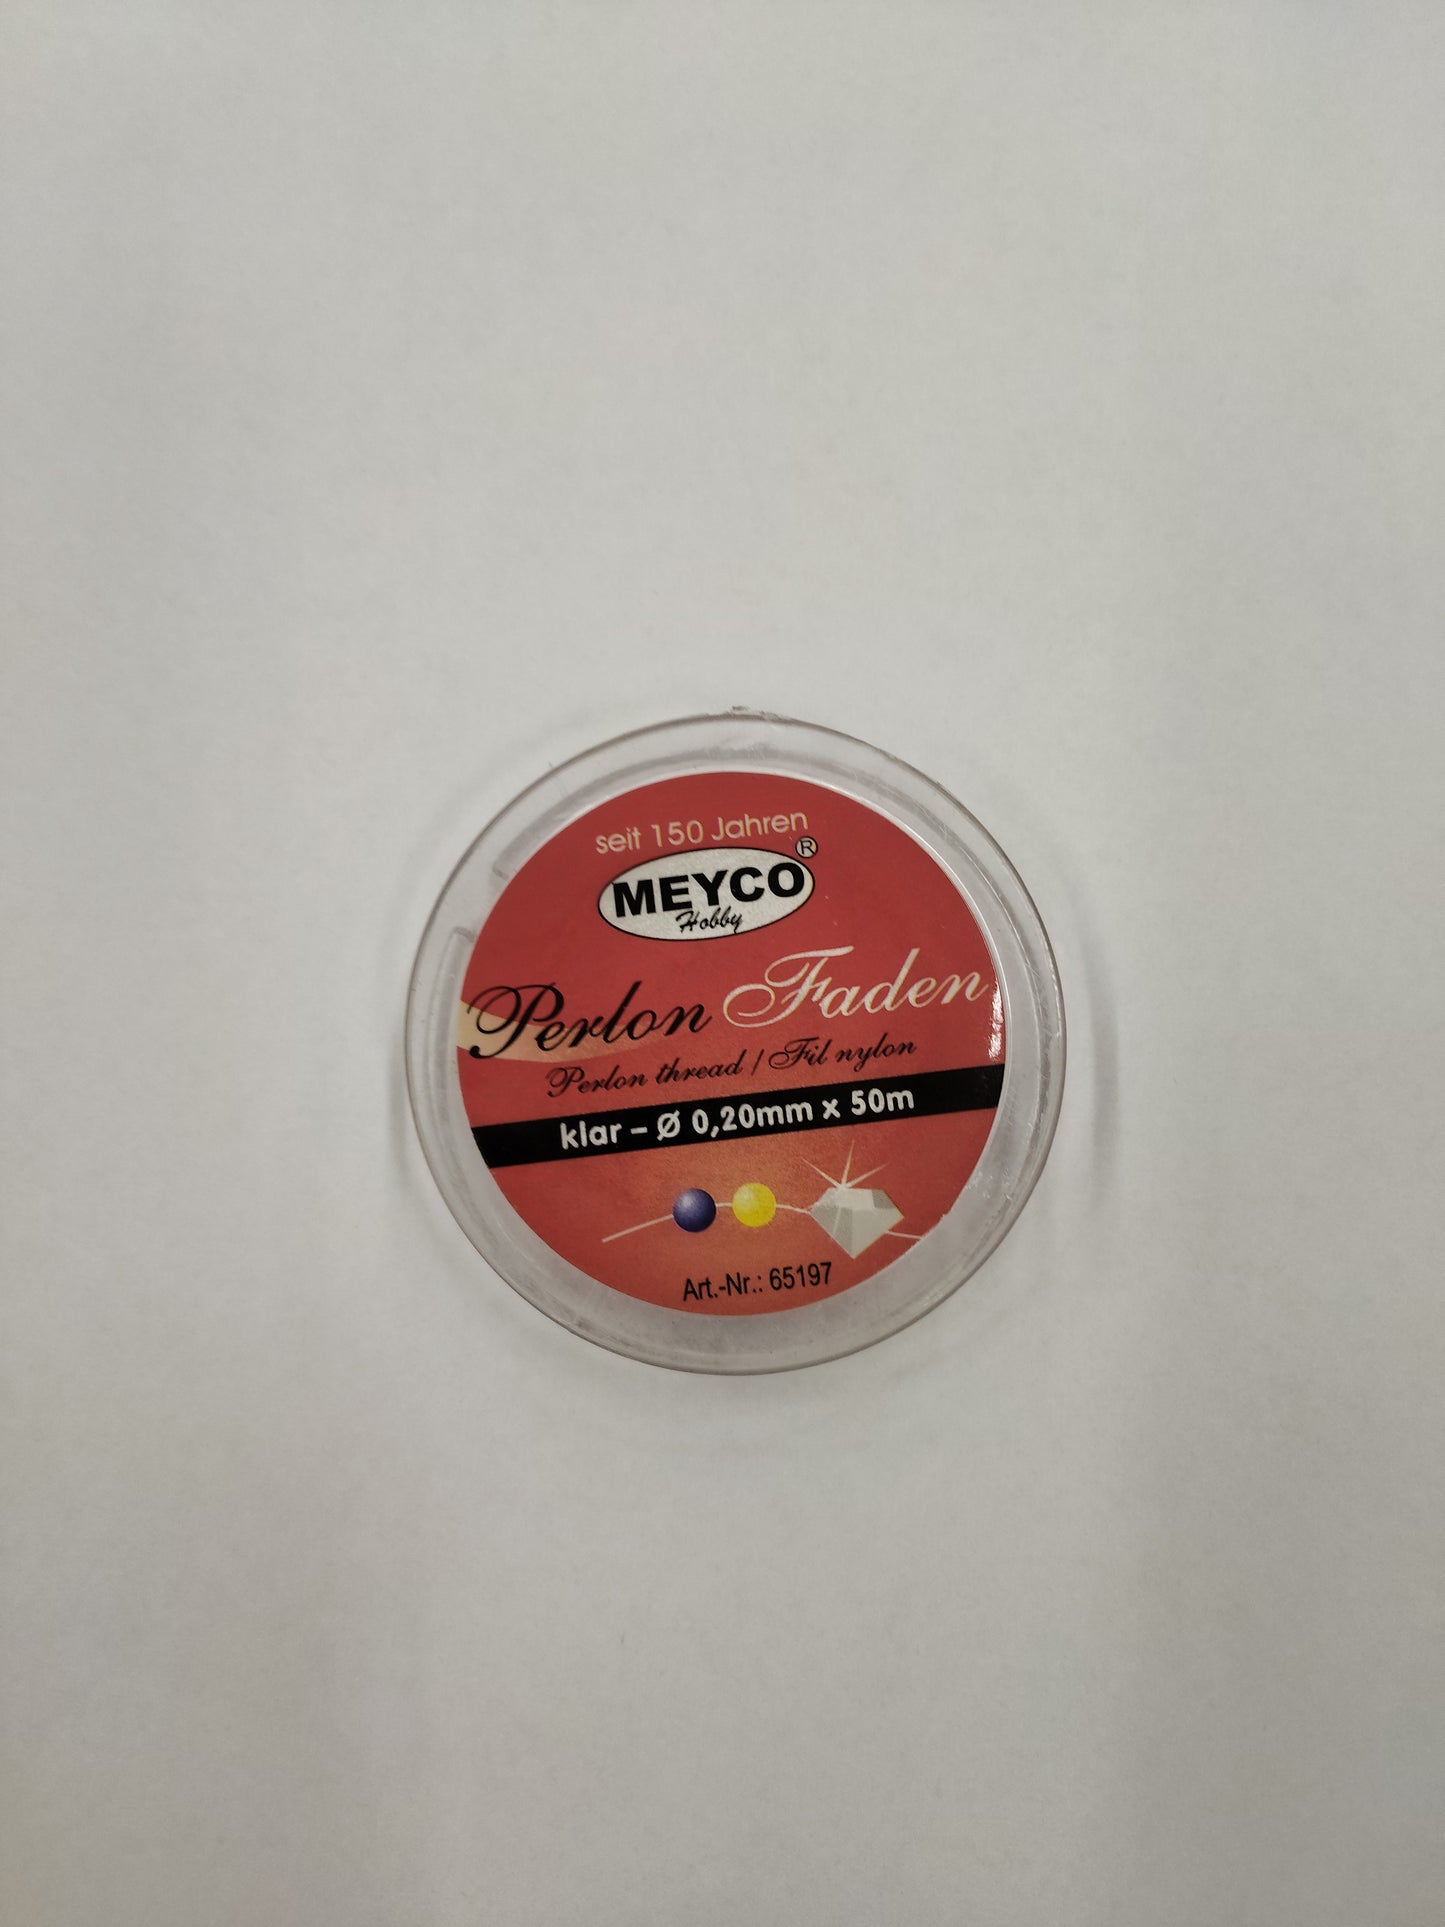 seit 150 Jahren
MEYCO®
Hobby
Perlon Faden
Perlon thread / Fil nylon
klar – Ø 0,20mm x 50m
Art.-Nr.: 65197